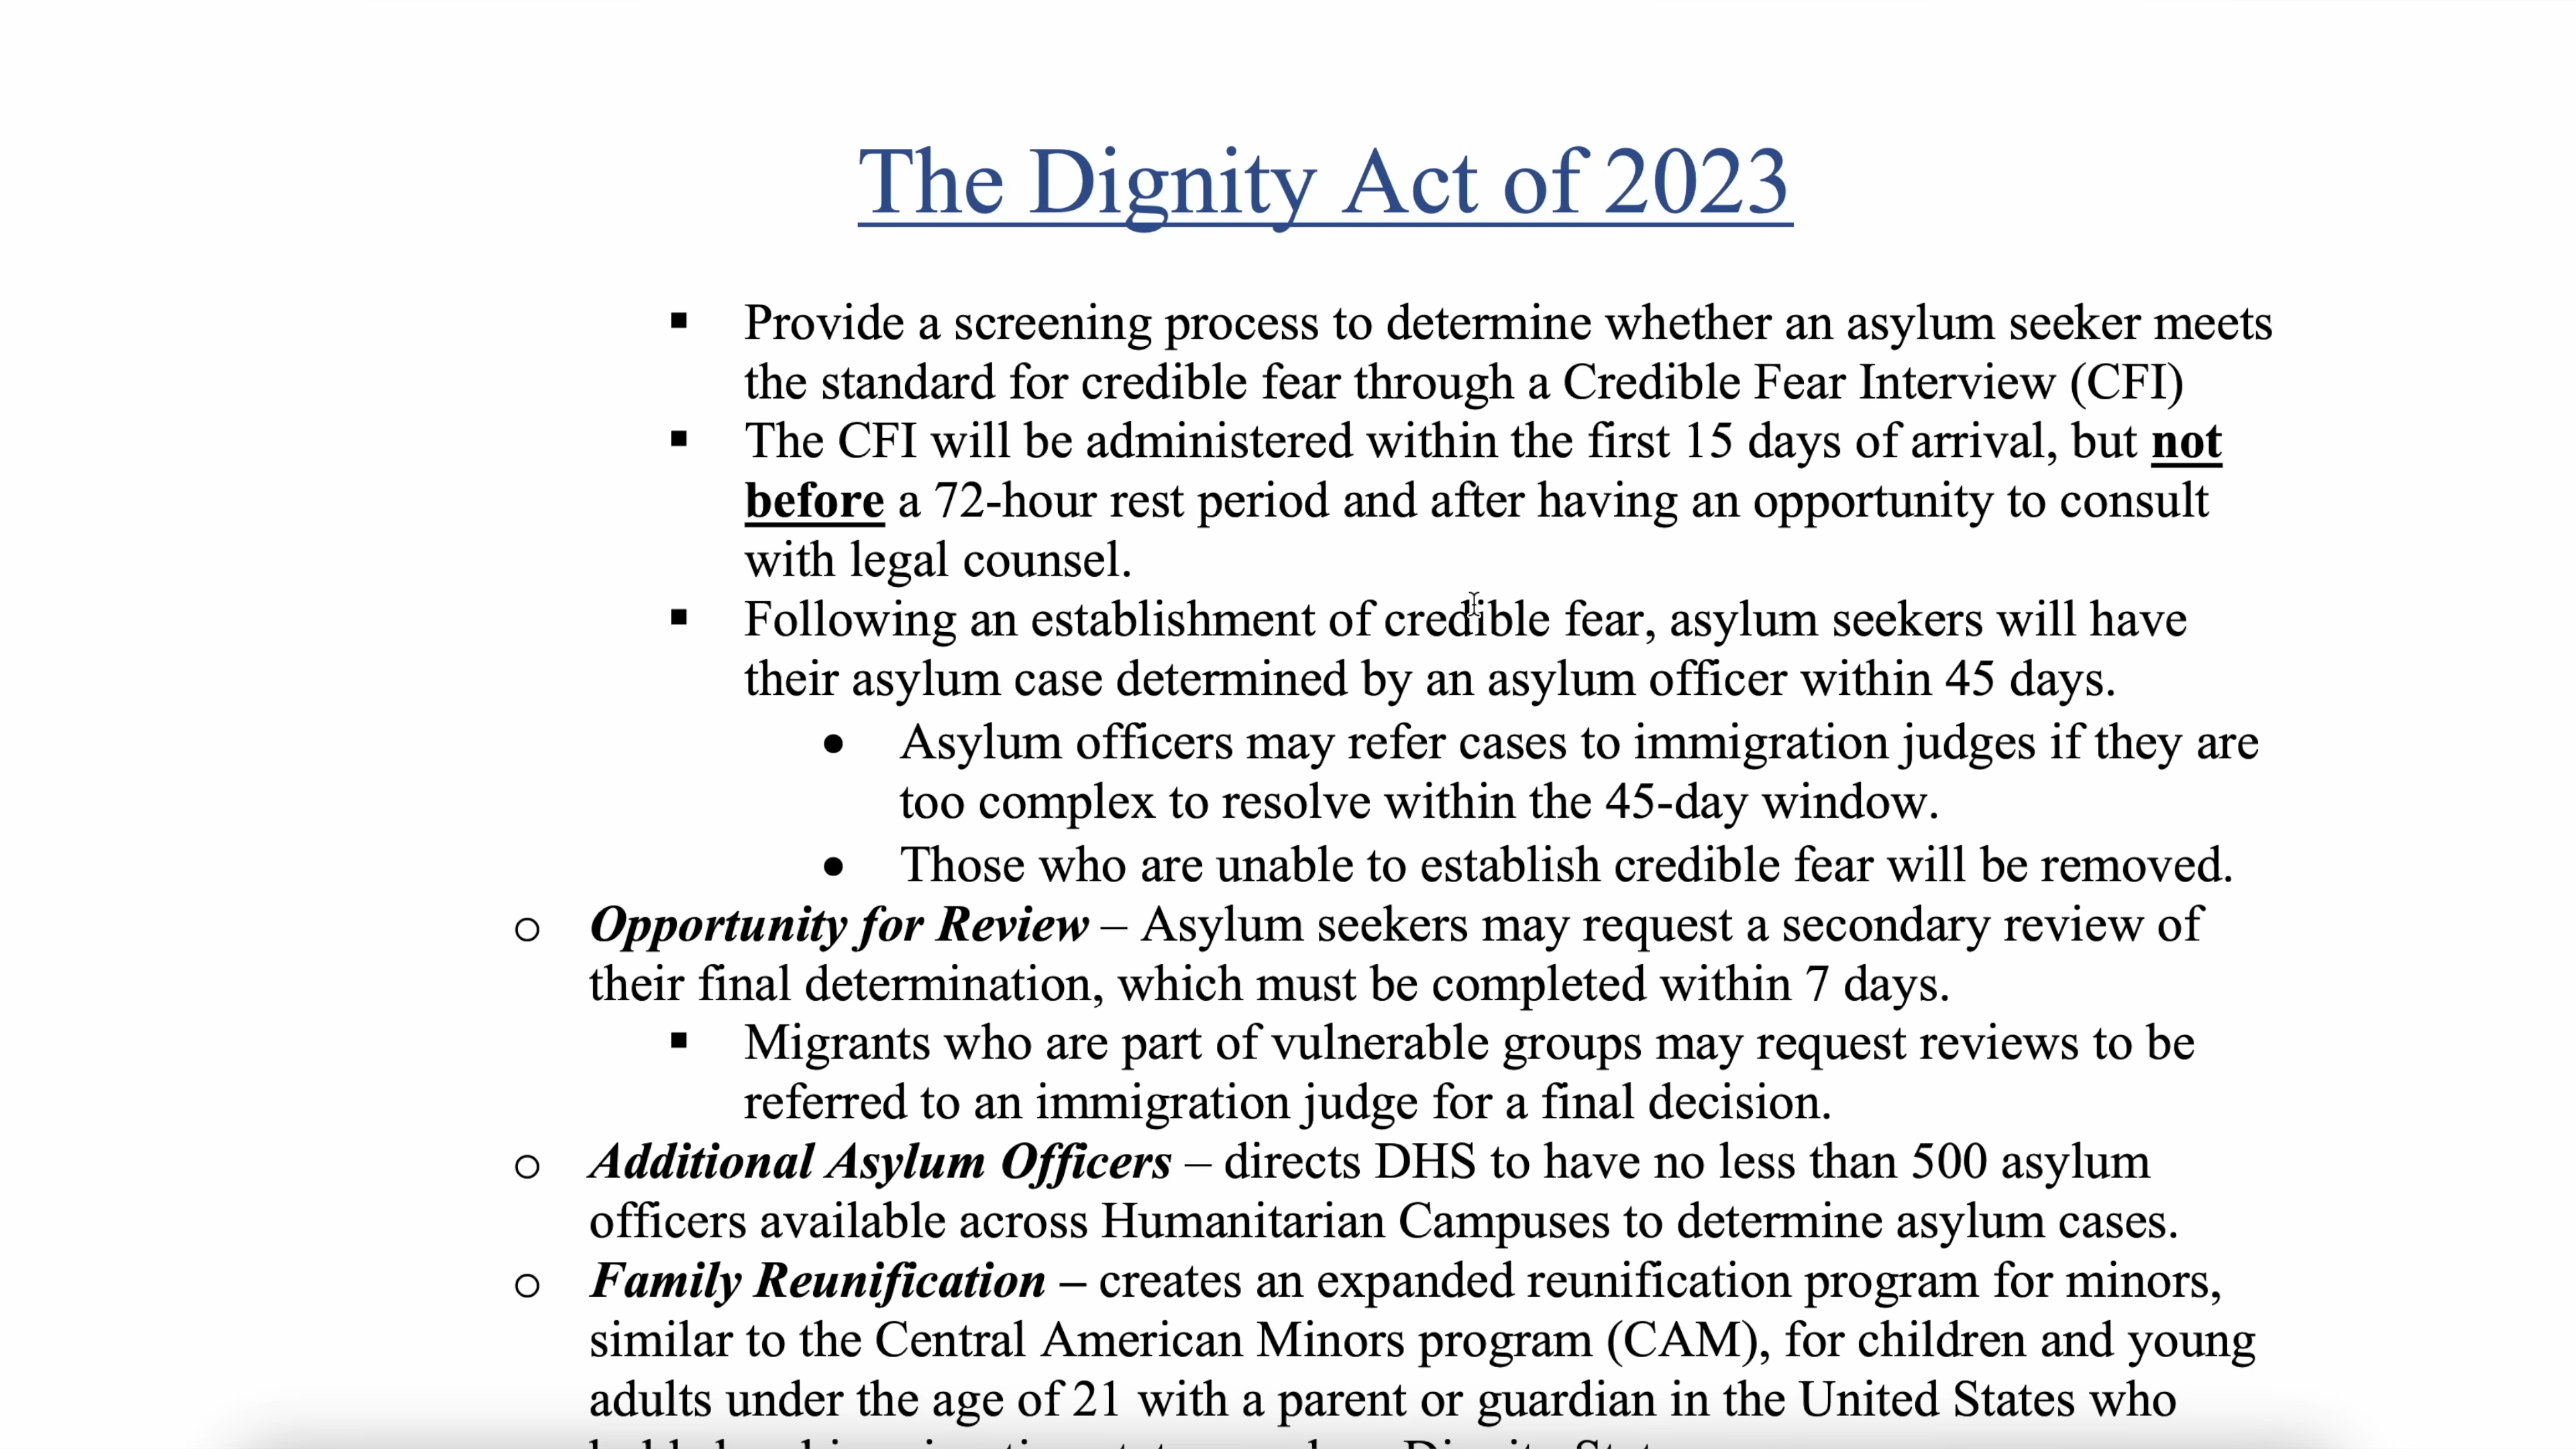 The Dignity Act of 2023
▪ Provide a screening process to determine whether an asylum seeker meets
the standard for credible fear through a Credible Fear Interview (CFI)
▪ The CFI will be administered within the first 15 days of arrival, but not
before a 72-hour rest period and after having an opportunity to consult
with legal counsel.
▪ Following an establishment of credible fear, asylum seekers will have
their asylum case determined by an asylum officer within 45 days.
• Asylum officers may refer cases to immigration judges if they are
too complex to resolve within the 45-day window.
• Those who are unable to establish credible fear will be removed.
o Opportunity for Review – Asylum seekers may request a secondary review of
their final determination, which must be completed within 7 days.
▪ Migrants who are part of vulnerable groups may request reviews to be
referred to an immigration judge for a final decision.
o Additional Asylum Officers – directs DHS to have no less than 500 asylum
officers available across Humanitarian Campuses to determine asylum cases.
o Family Reunification – creates an expanded reunification program for minors,
similar to the Central American Minors program (CAM), for children and young
adults under the age of 21 with a parent or guardian in the United States who